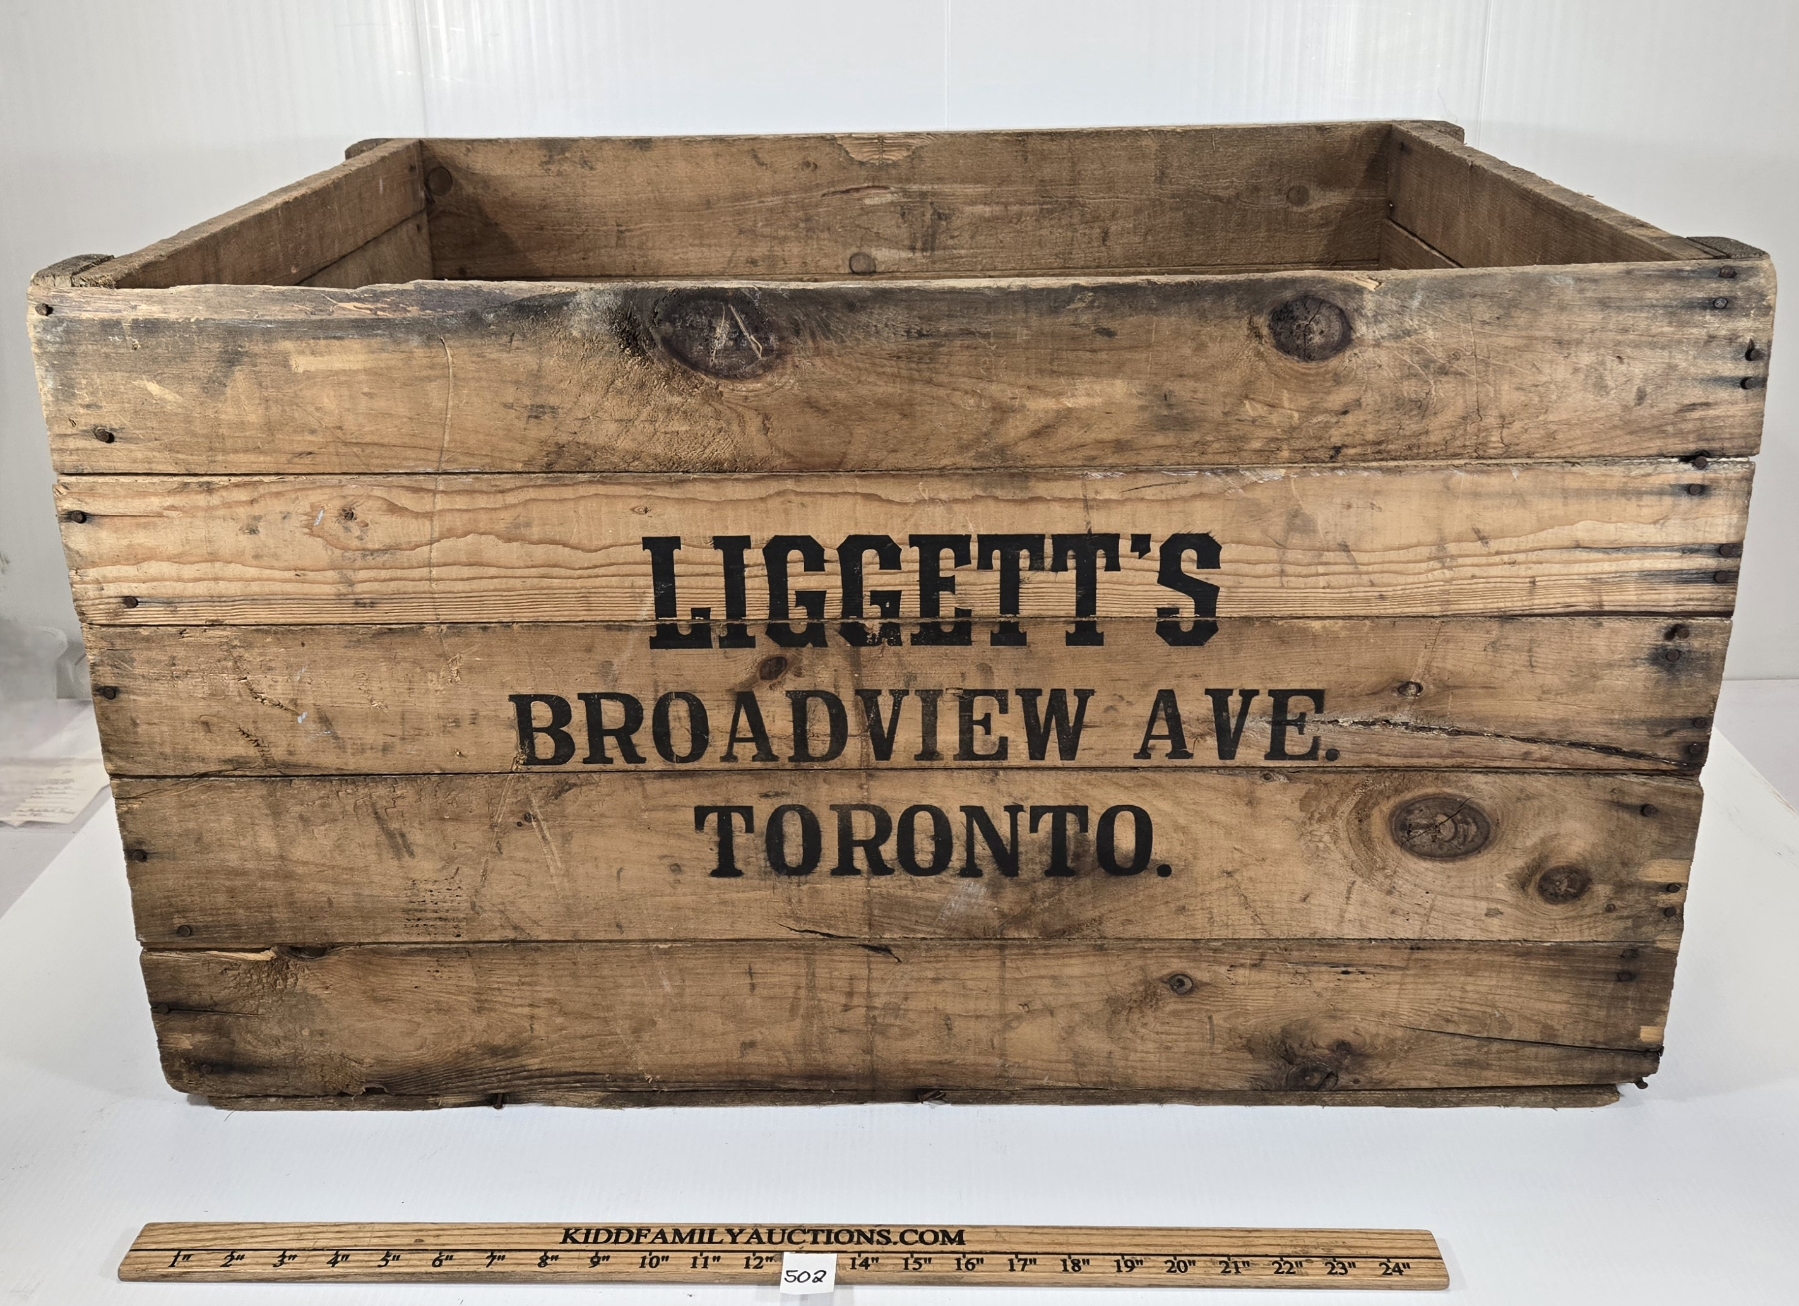 LIGGETT'S
BROADVIEW AVE.
TORONTO.
KIDDFAMILYAUCTIONS.COM
1" 2" 3" 4" 5" 6" 7" 8" 9" 10" 11" 12" 14" 15" 16" 17" 18" 19" 20" 21" 22" 23" 24"
502